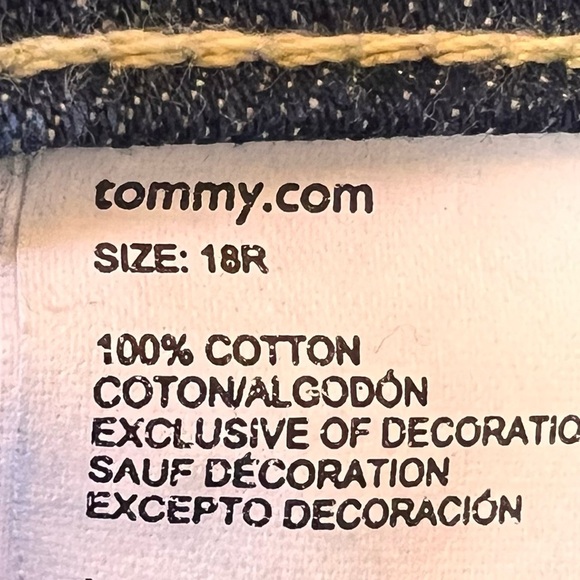 tommy.com
SIZE: 18R
100% COTTON
COTON/ALGODÓN
EXCLUSIVE OF DECORATIO
SAUF DÉCORATION
EXCEPTO DECORACIÓN